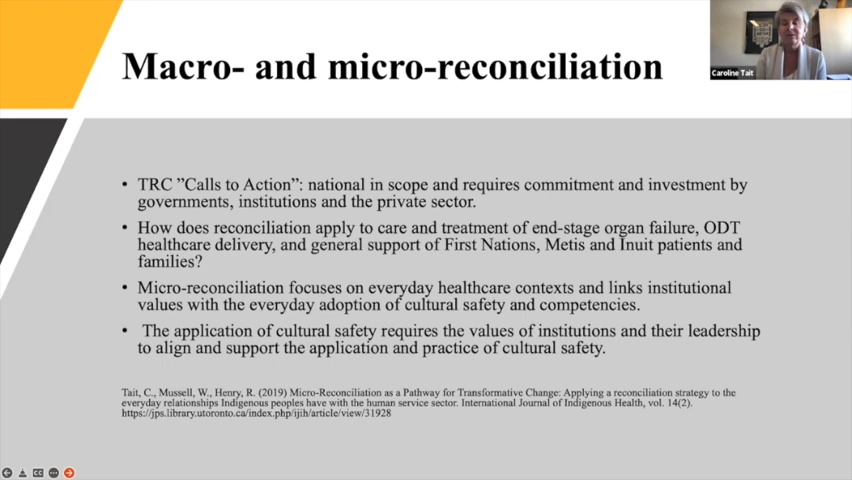 Macro- and micro-reconciliation
Caroline Tait
• TRC ”Calls to Action”: national in scope and requires commitment and investment by
governments, institutions and the private sector.
• How does reconciliation apply to care and treatment of end-stage organ failure, ODT
healthcare delivery, and general support of First Nations, Metis and Inuit patients and
families?
• Micro-reconciliation focuses on everyday healthcare contexts and links institutional
values with the everyday adoption of cultural safety and competencies.
• The application of cultural safety requires the values of institutions and their leadership
to align and support the application and practice of cultural safety.
Tait, C., Mussell, W., Henry, R. (2019) Micro-Reconciliation as a Pathway for Transformative Change: Applying a reconciliation strategy to the
everyday relationships Indigenous peoples have with the human service sector. International Journal of Indigenous Health, vol. 14(2).
https://jps.library.utoronto.ca/index.php/ijih/article/view/31928
CC